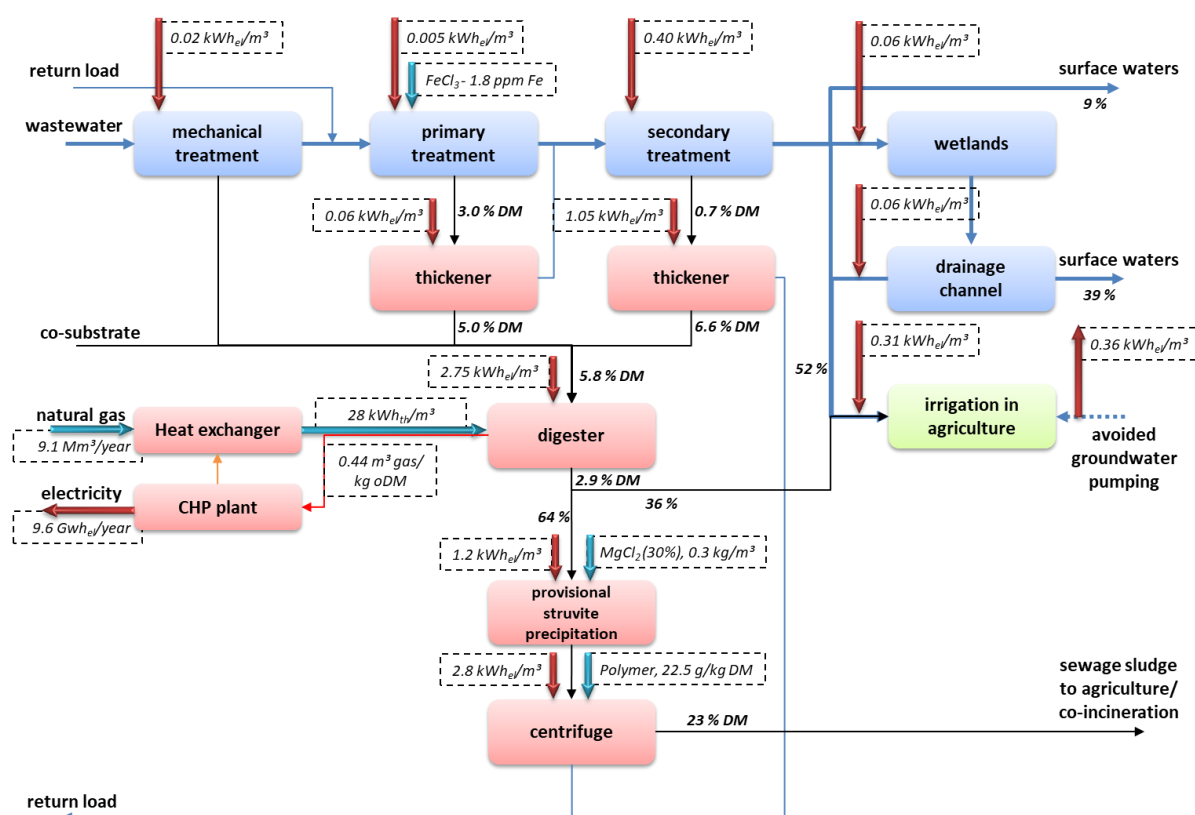 0.02 kWhel/m³
0.005 kWhel/m³
0.40 kWhel/m³
0.06 kWhel/m³
return load
FeCl3 - 1.8 ppm Fe
surface waters
9 %
wastewater
mechanical
treatment
primary
treatment
secondary
treatment
wetlands
0.06 kWhel/m³
3.0 % DM
1.05 kWhel/m³
0.7 % DM
0.06 kWhel/m³
thickener
thickener
drainage
channel
surface waters
39 %
co-substrate
5.0 % DM
6.6 % DM
0.31 kWhel/m³
0.36 kWhel/m³
2.75 kWhel/m³
5.8 % DM
52 %
natural gas
9.1 Mm³/year
Heat exchanger
28 kWhth/m³
digester
irrigation in
agriculture
avoided
groundwater
pumping
0.44 m³ gas/
kg oDM
electricity
9.6 Gwhel/year
CHP plant
2.9 % DM
36 %
64 %
1.2 kWhel/m³
MgCl2 (30%), 0.3 kg/m³
provisional
struvite
precipitation
2.8 kWhel/m³
Polymer, 22.5 g/kg DM
sewage sludge
to agriculture/
co-incineration
centrifuge
23 % DM
return load